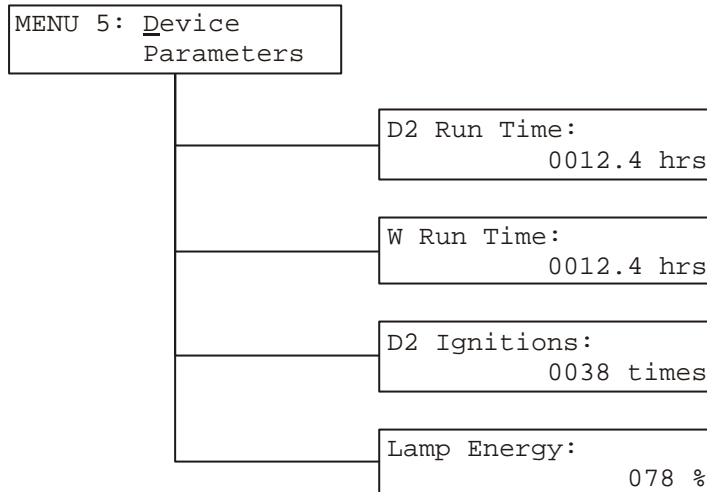 MENU 5: Device
Parameters
D2 Run Time:
0012.4 hrs
W Run Time:
0012.4 hrs
D2 Ignitions:
0038 times
Lamp Energy:
078 %